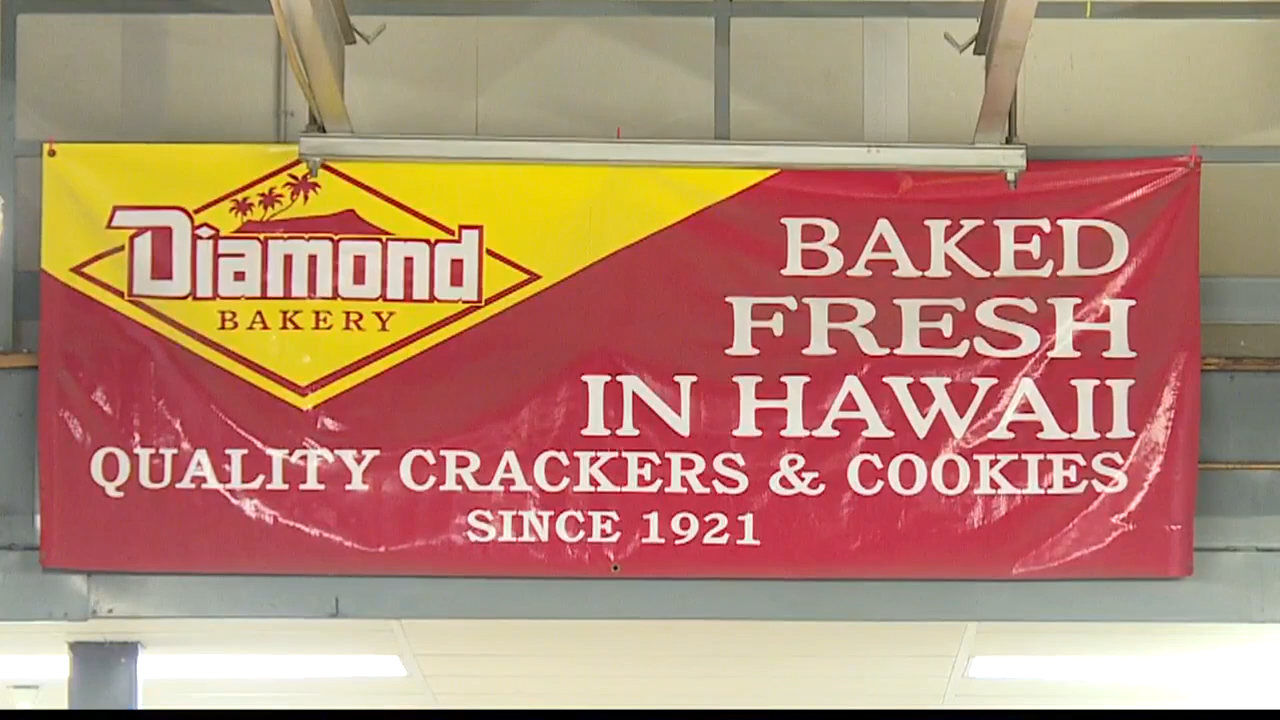 Diamond
BAKERY
BAKED
FRESH
IN HAWAII
QUALITY CRACKERS & COOKIES
SINCE 1921